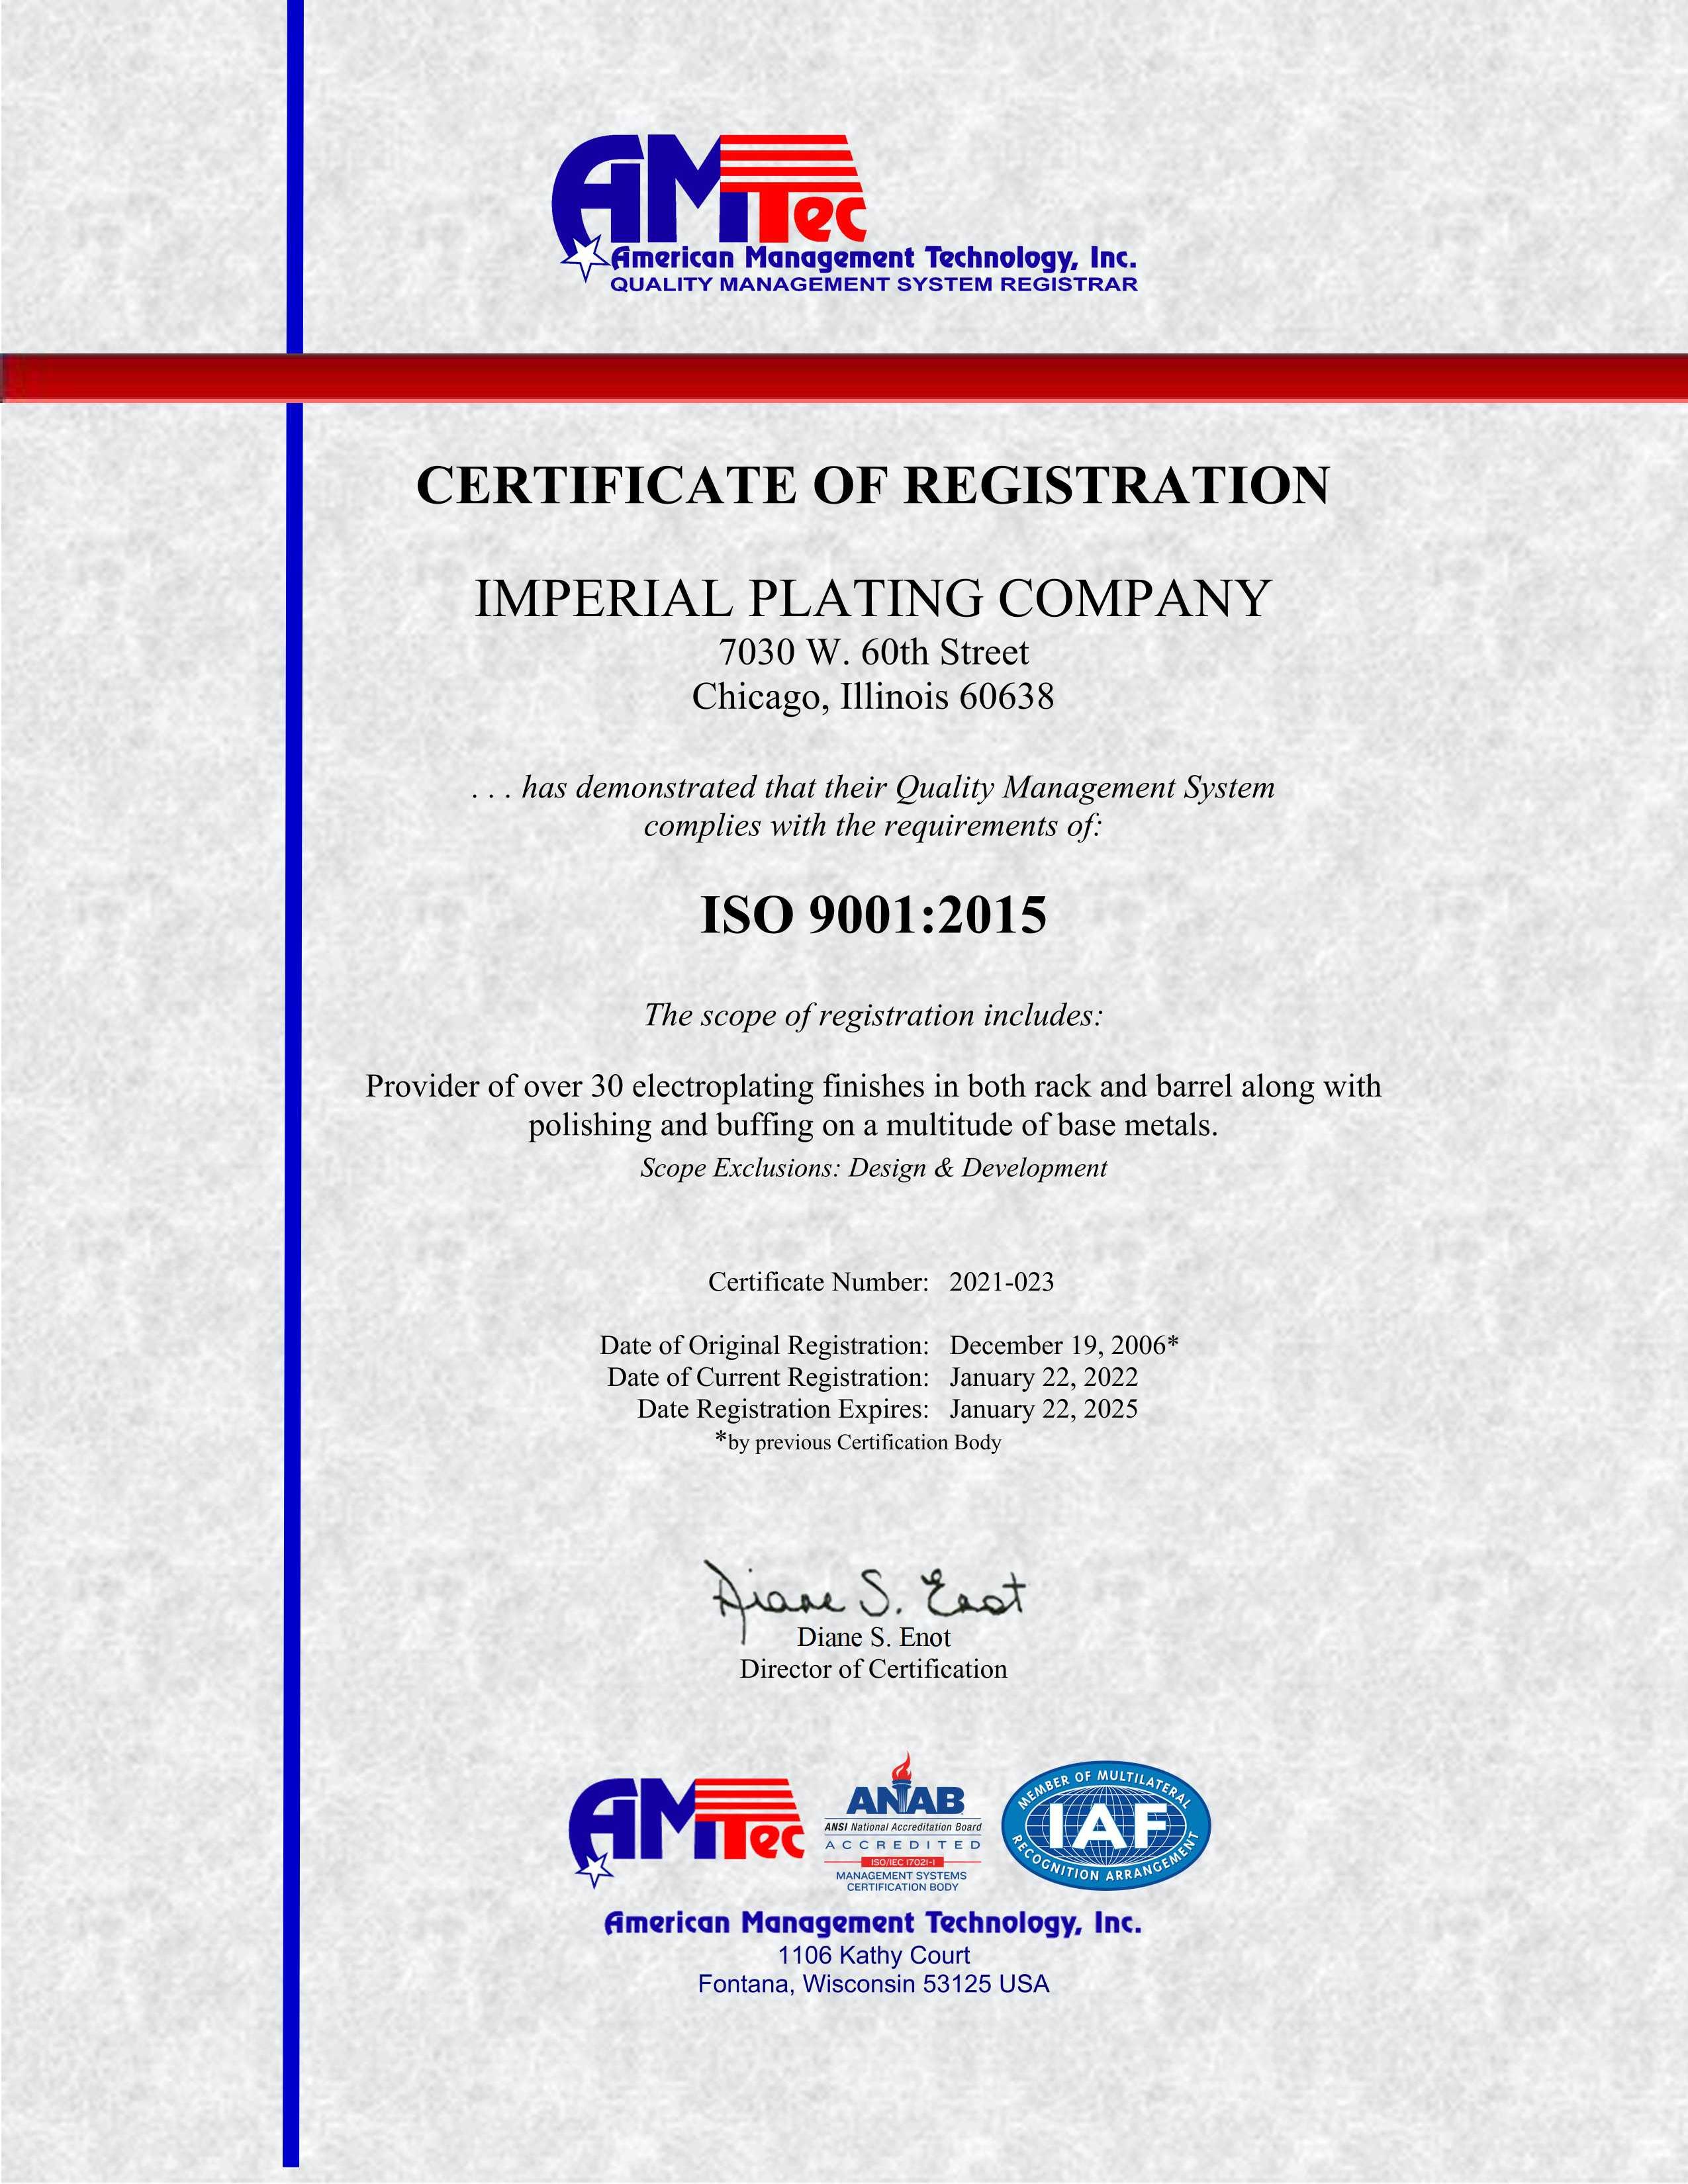 AMTec
American Management Technology, Inc.
QUALITY MANAGEMENT SYSTEM REGISTRAR
CERTIFICATE OF REGISTRATION
IMPERIAL PLATING COMPANY
7030 W. 60th Street
Chicago, Illinois 60638
. . . has demonstrated that their Quality Management System
complies with the requirements of:
ISO 9001:2015
The scope of registration includes:
Provider of over 30 electroplating finishes in both rack and barrel along with
polishing and buffing on a multitude of base metals.
Scope Exclusions: Design & Development
Certificate Number: 2021-023
Date of Original Registration: December 19, 2006*
Date of Current Registration: January 22, 2022
Date Registration Expires: January 22, 2025
*by previous Certification Body
Diane S. Enot
Diane S. Enot
Director of Certification
AMTec
ANAB
ANSI National Accreditation Board
ACCREDITED
ISO/IEC 17021-1
MANAGEMENT SYSTEMS
CERTIFICATION BODY
MEMBER OF MULTILATERAL
IAF
RECOGNITION ARRANGEMENT
American Management Technology, Inc.
1106 Kathy Court
Fontana, Wisconsin 53125 USA